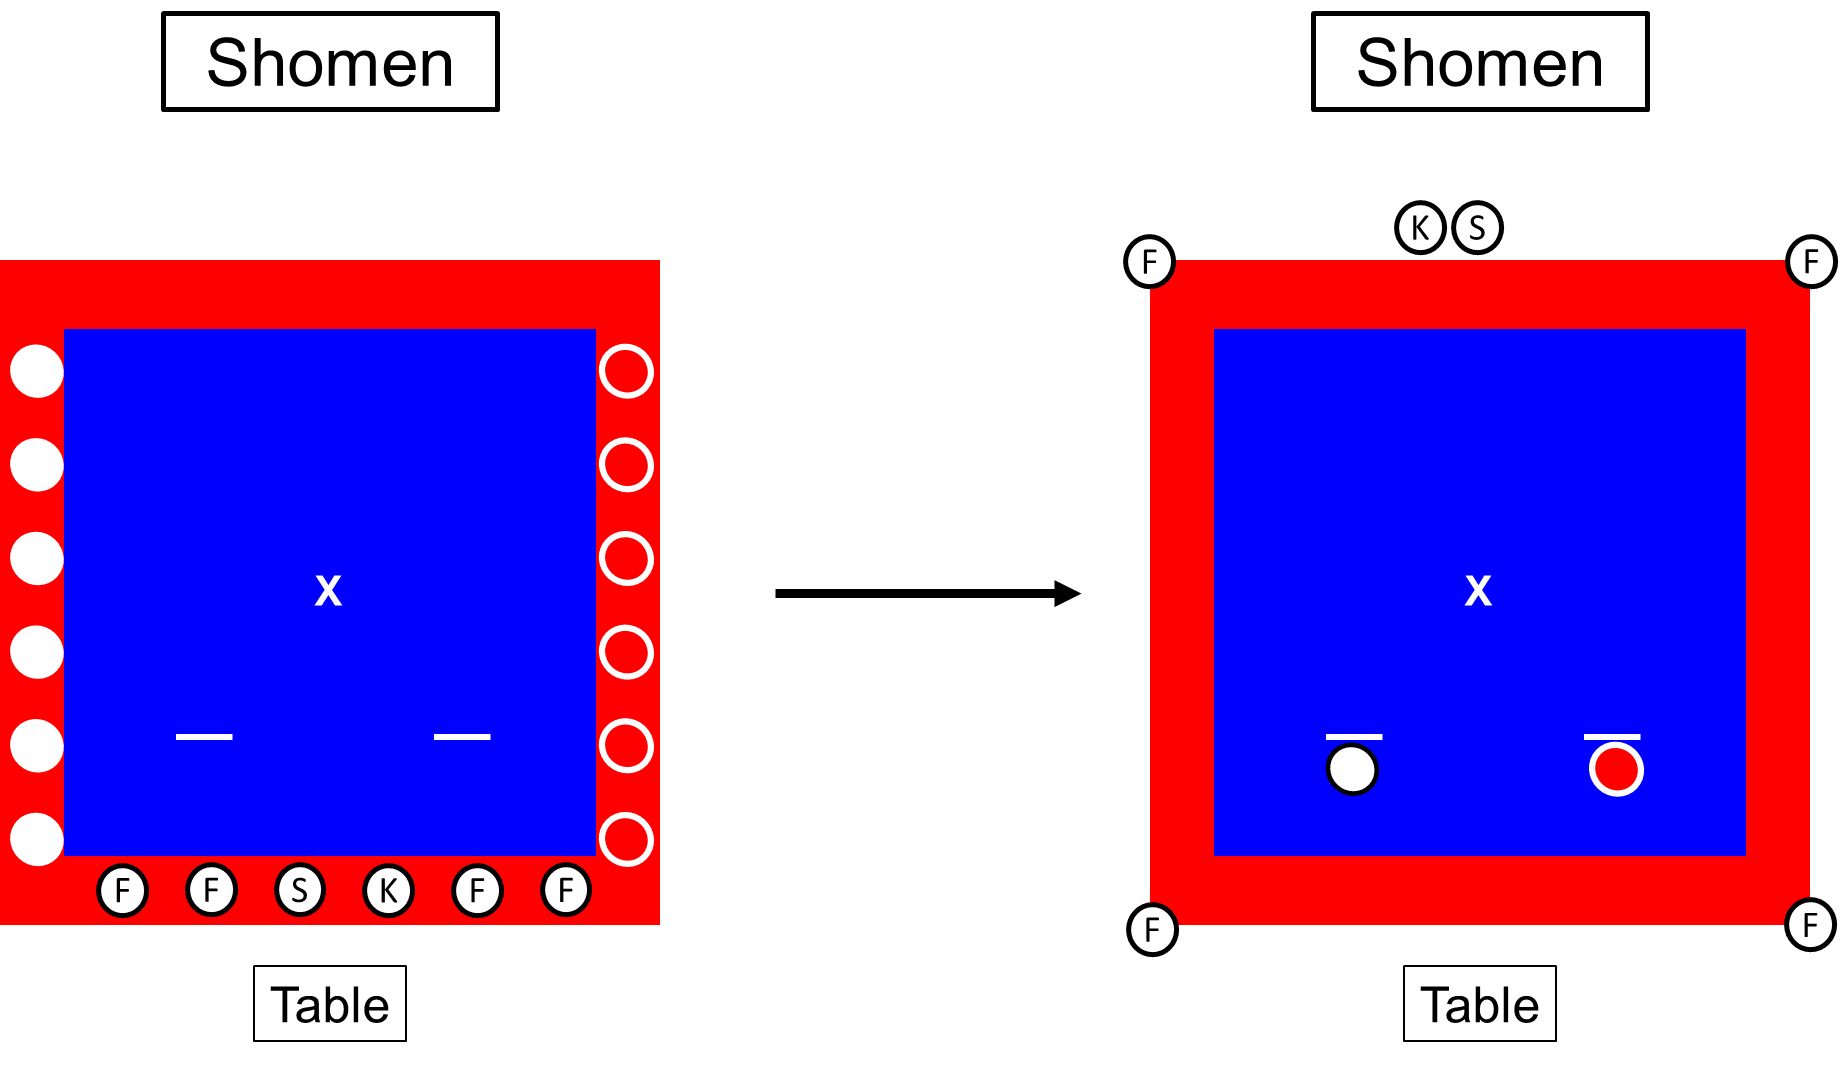 Shomen
X
F F S K F F
Table
Shomen
K S
F F
X
F F
Table